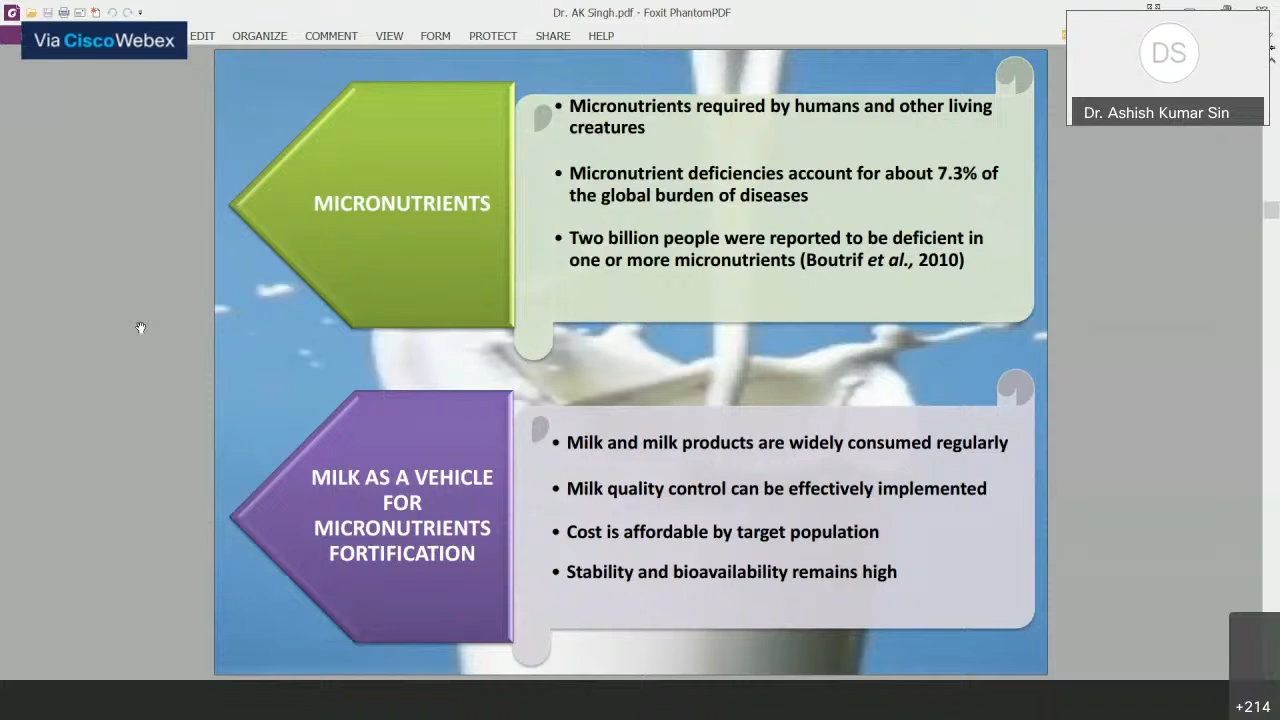 Dr. AK Singh.pdf - Foxit PhantomPDF
Via Cisco Webex
EDIT ORGANIZE COMMENT VIEW FORM PROTECT SHARE HELP
DS
Dr. Ashish Kumar Sin
MICRONUTRIENTS
• Micronutrients required by humans and other living
creatures
• Micronutrient deficiencies account for about 7.3% of
the global burden of diseases
• Two billion people were reported to be deficient in
one or more micronutrients (Boutrif et al., 2010)
MILK AS A VEHICLE
FOR
MICRONUTRIENTS
FORTIFICATION
• Milk and milk products are widely consumed regularly
• Milk quality control can be effectively implemented
• Cost is affordable by target population
• Stability and bioavailability remains high
+214